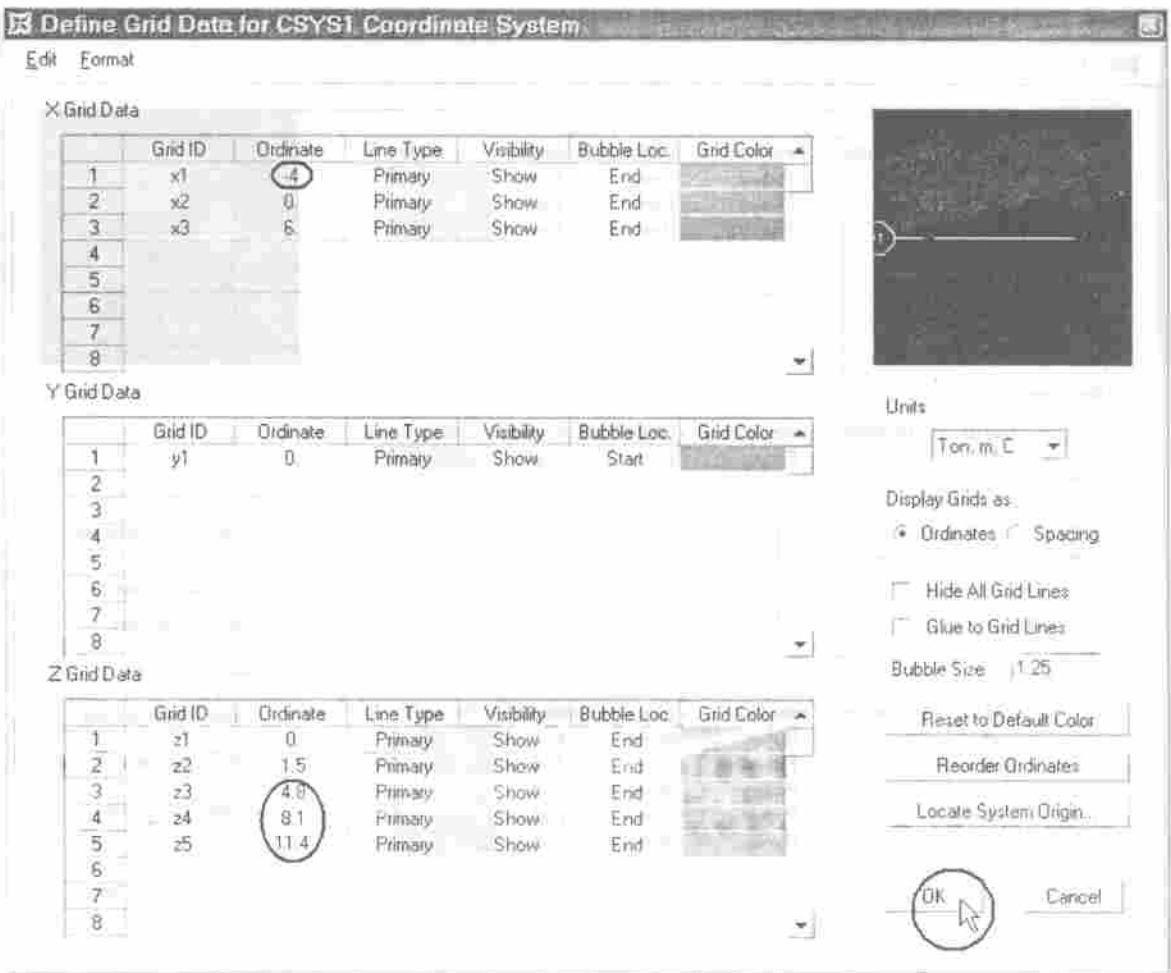 Define Grid Data for CSYS1 Coordinate System
Edit Format
X Grid Data
Grid ID Ordinate Line Type Visibility Bubble Loc. Grid Color
1 x1 -4 Primary Show End
2 x2 0. Primary Show End
3 x3 6. Primary Show End
4
5
6
7
8
Y Grid Data
Grid ID Ordinate Line Type Visibility Bubble Loc. Grid Color
1 y1 0. Primary Show Start
2
3
4
5
6
7
8
Z Grid Data
Grid ID Ordinate Line Type Visibility Bubble Loc. Grid Color
1 z1 0. Primary Show End
2 z2 1.5 Primary Show End
3 z3 4.8 Primary Show End
4 z4 8.1 Primary Show End
5 z5 11.4 Primary Show End
6
7
8
1
Units
Ton, m, C
Display Grids as
Ordinates Spacing
Hide All Grid Lines
Glue to Grid Lines
Bubble Size 1.25
Reset to Default Color
Reorder Ordinates
Locate System Origin...
OK Cancel